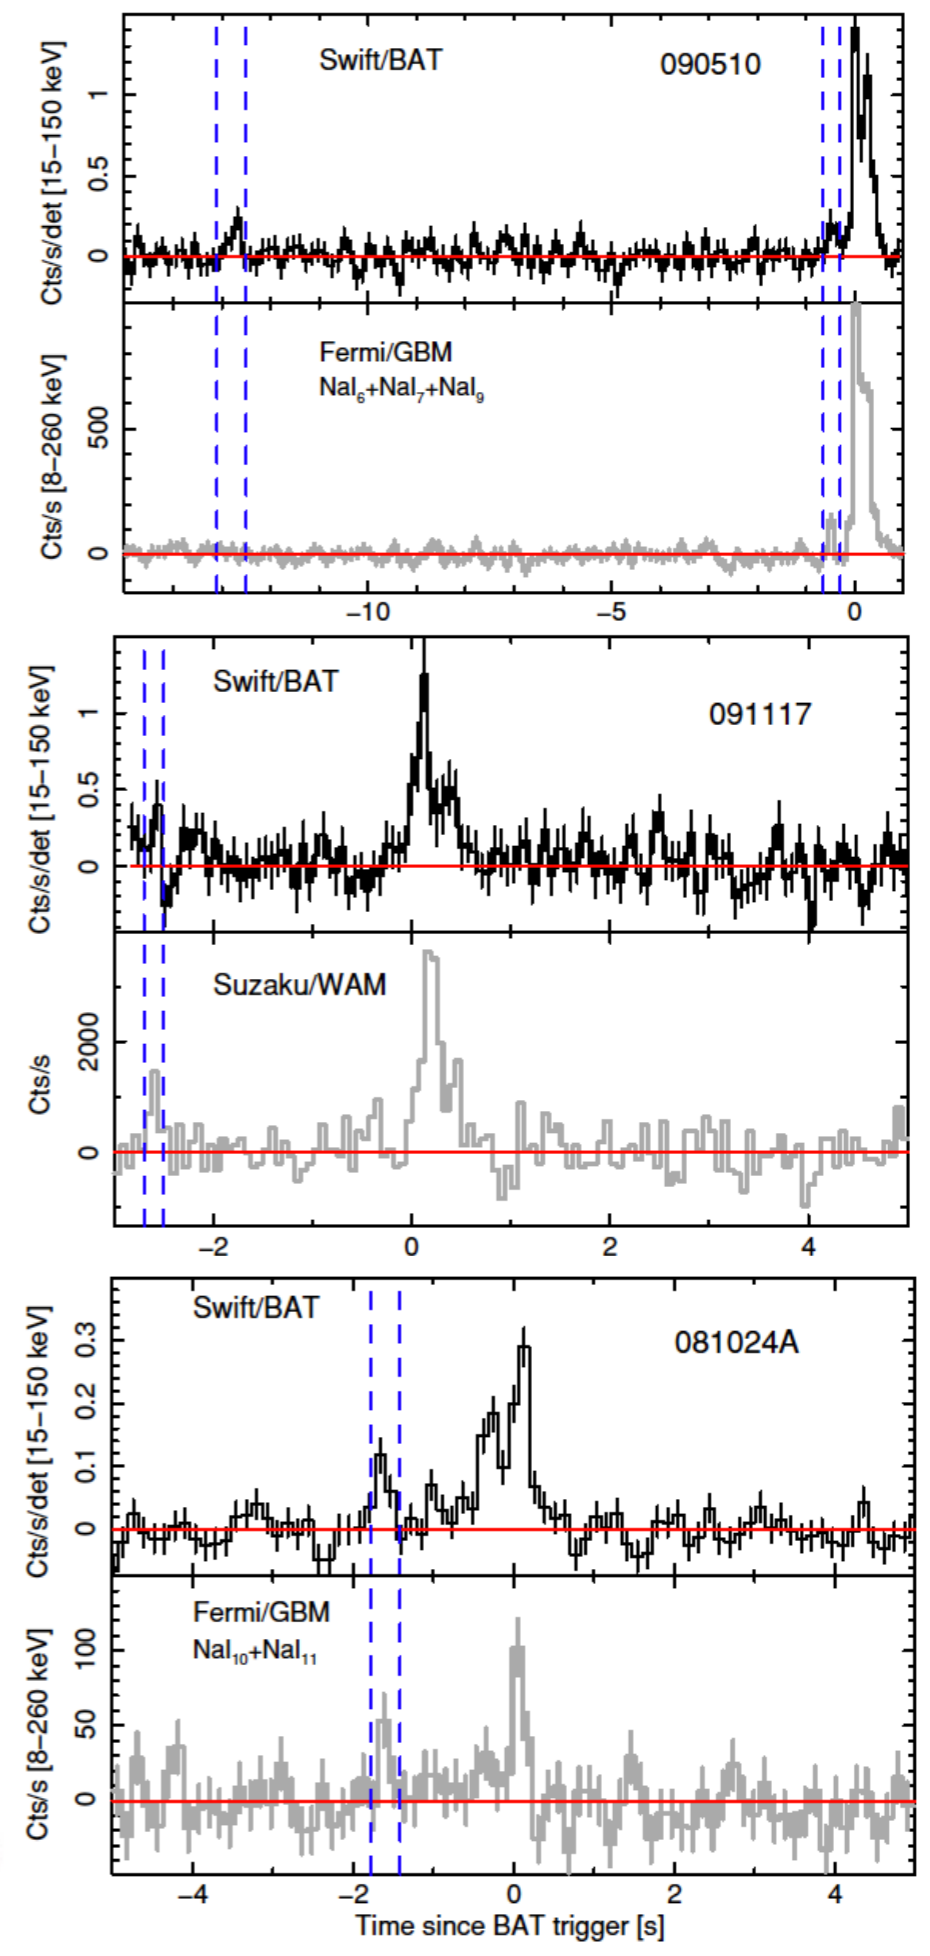 Swift/BAT 090510
Cts/s/det [15−150 keV]
0 0.5 1
Fermi/GBM
NaI₆+NaI₇+NaI₉
Cts/s [8−260 keV]
0 500
−10 −5 0
Swift/BAT 091117
Cts/s/det [15−150 keV]
0 0.5 1
Suzaku/WAM
Cts/s
0 2000
−2 0 2 4
Swift/BAT 081024A
Cts/s/det [15−150 keV]
0 0.1 0.2 0.3
Fermi/GBM
NaI₁₀+NaI₁₁
Cts/s [8−260 keV]
0 50 100
−4 −2 0 2 4
Time since BAT trigger [s]